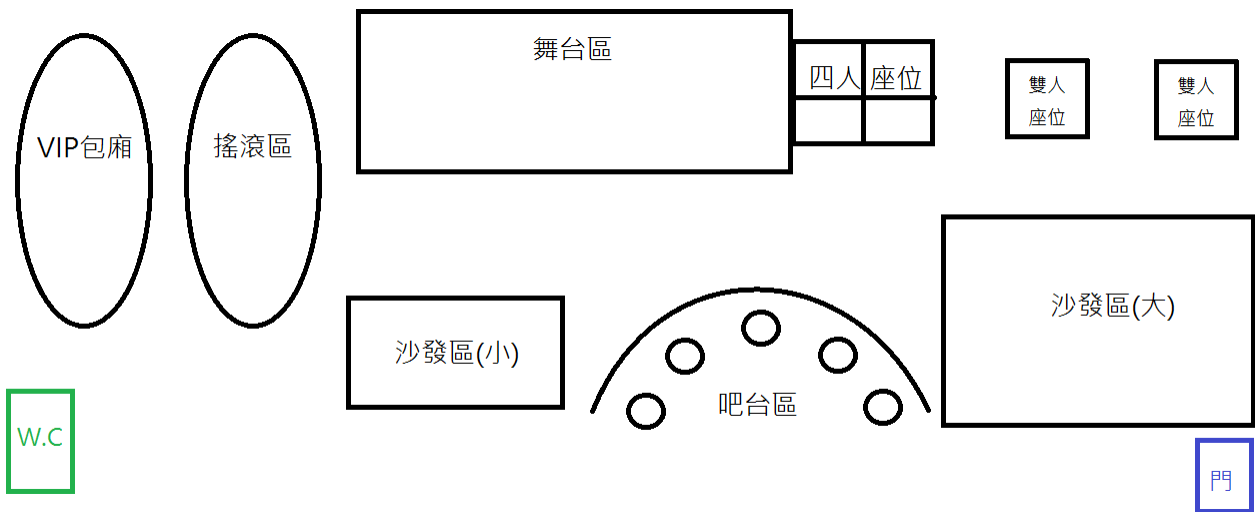 舞台區
四人 座位
雙人
座位
雙人
座位
VIP包廂
搖滾區
沙發區(大)
沙發區(小)
吧台區
W.C
門